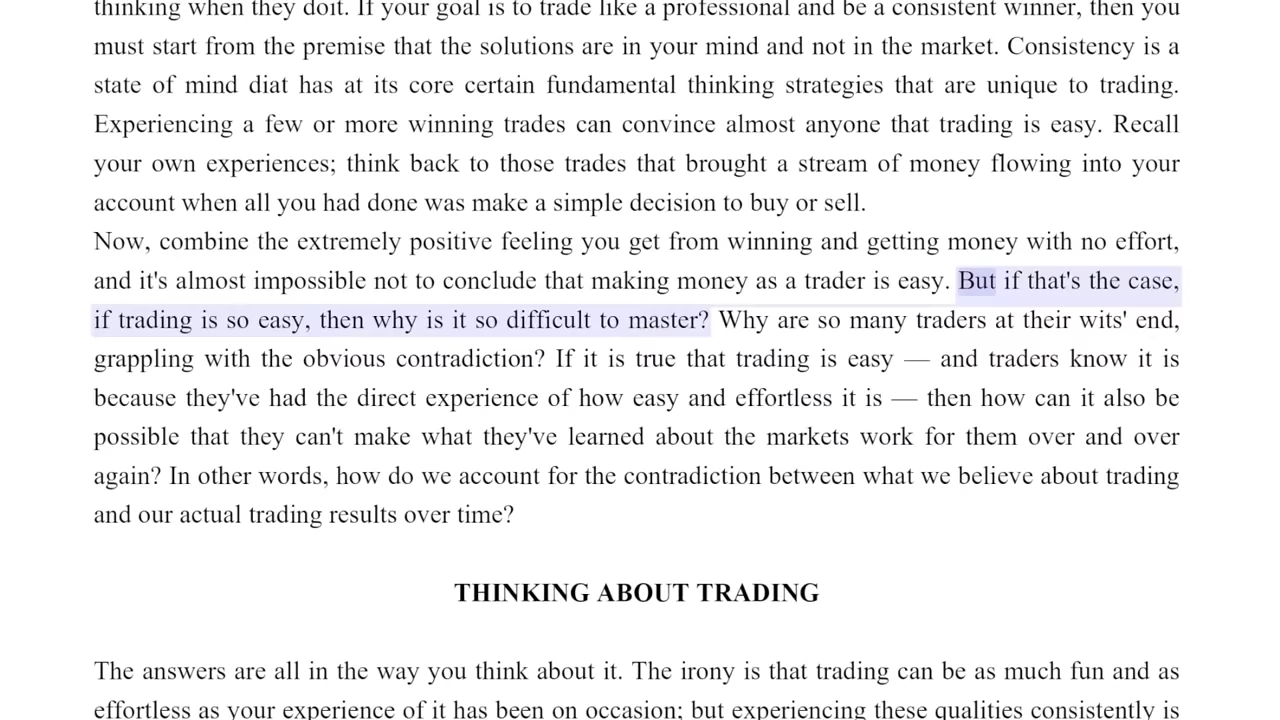 thinking when they doit. If your goal is to trade like a professional and be a consistent winner, then you
must start from the premise that the solutions are in your mind and not in the market. Consistency is a
state of mind diat has at its core certain fundamental thinking strategies that are unique to trading.
Experiencing a few or more winning trades can convince almost anyone that trading is easy. Recall
your own experiences; think back to those trades that brought a stream of money flowing into your
account when all you had done was make a simple decision to buy or sell.
Now, combine the extremely positive feeling you get from winning and getting money with no effort,
and it's almost impossible not to conclude that making money as a trader is easy. But if that's the case,
if trading is so easy, then why is it so difficult to master? Why are so many traders at their wits' end,
grappling with the obvious contradiction? If it is true that trading is easy — and traders know it is
because they've had the direct experience of how easy and effortless it is — then how can it also be
possible that they can't make what they've learned about the markets work for them over and over
again? In other words, how do we account for the contradiction between what we believe about trading
and our actual trading results over time?
THINKING ABOUT TRADING
The answers are all in the way you think about it. The irony is that trading can be as much fun and as
effortless as your experience of it has been on occasion; but experiencing these qualities consistently is